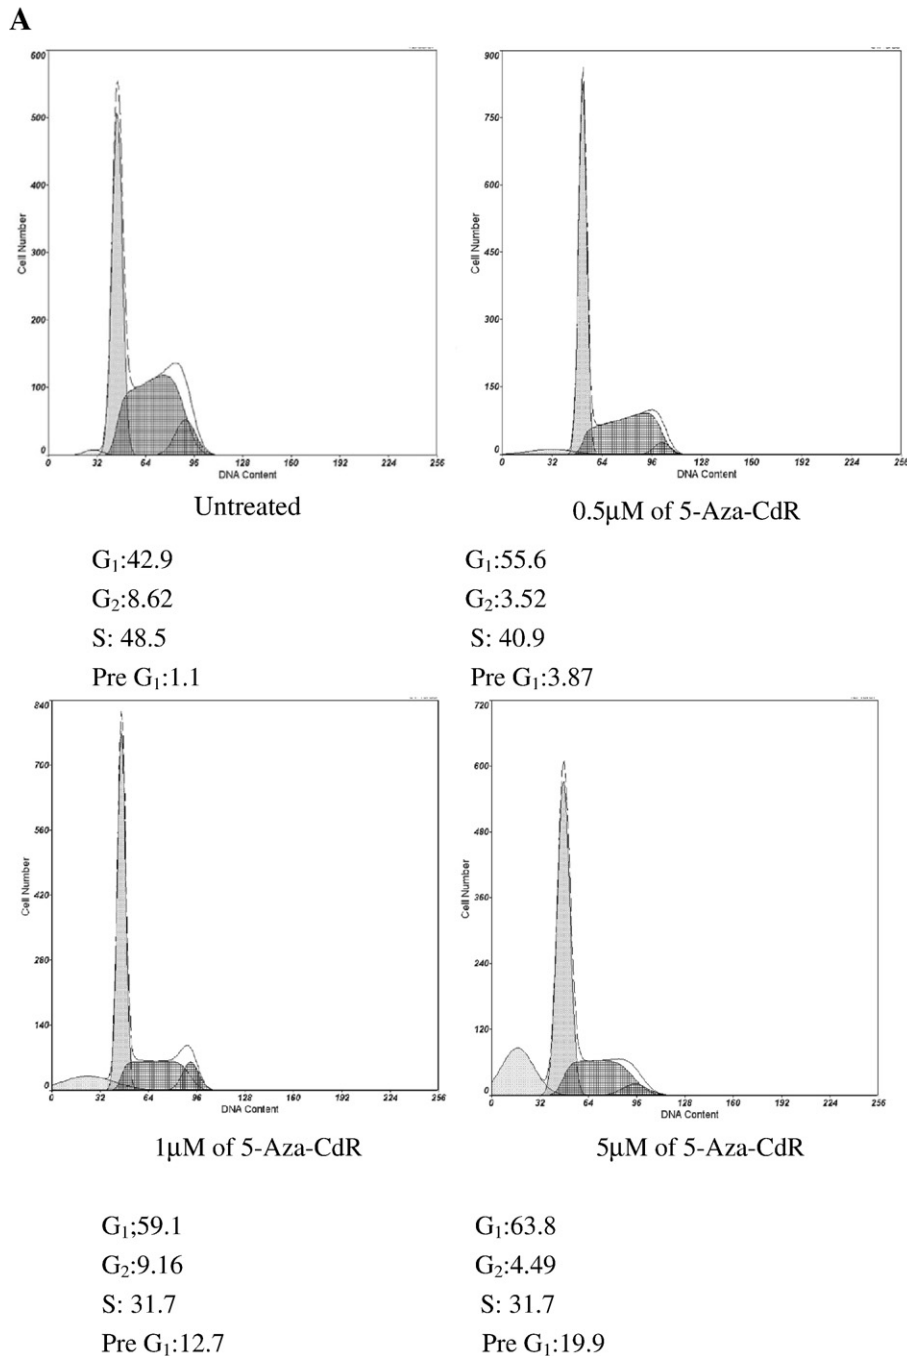 A
600
500
400
300
200
100
0
Cell Number
0 32 64 96 128 160 192 224 256
DNA Content
Untreated
900
750
600
450
300
150
0
Cell Number
0 32 64 96 128 160 192 224 256
DNA Content
0.5μM of 5-Aza-CdR
G₁:42.9
G₂:8.62
S: 48.5
Pre G₁:1.1
G₁:55.6
G₂:3.52
S: 40.9
Pre G₁:3.87
840
700
560
420
280
140
0
Cell Number
0 32 64 96 128 160 192 224 256
DNA Content
1μM of 5-Aza-CdR
720
600
480
360
240
120
0
Cell Number
0 32 64 96 128 160 192 224 256
DNA Content
5μM of 5-Aza-CdR
G₁;59.1
G₂:9.16
S: 31.7
Pre G₁:12.7
G₁:63.8
G₂:4.49
S: 31.7
Pre G₁:19.9